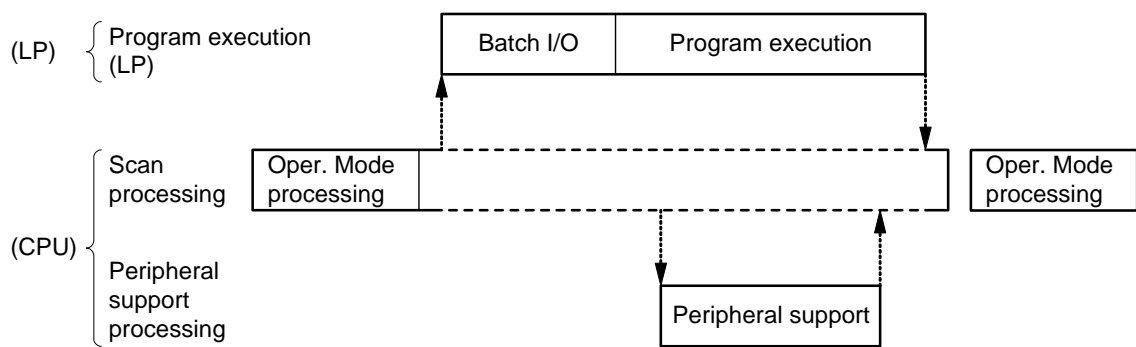 (LP)
Program execution
(LP)
Batch I/O
Program execution
Scan
processing
Oper. Mode
processing
Oper. Mode
processing
(CPU)
Peripheral
support
processing
Peripheral support